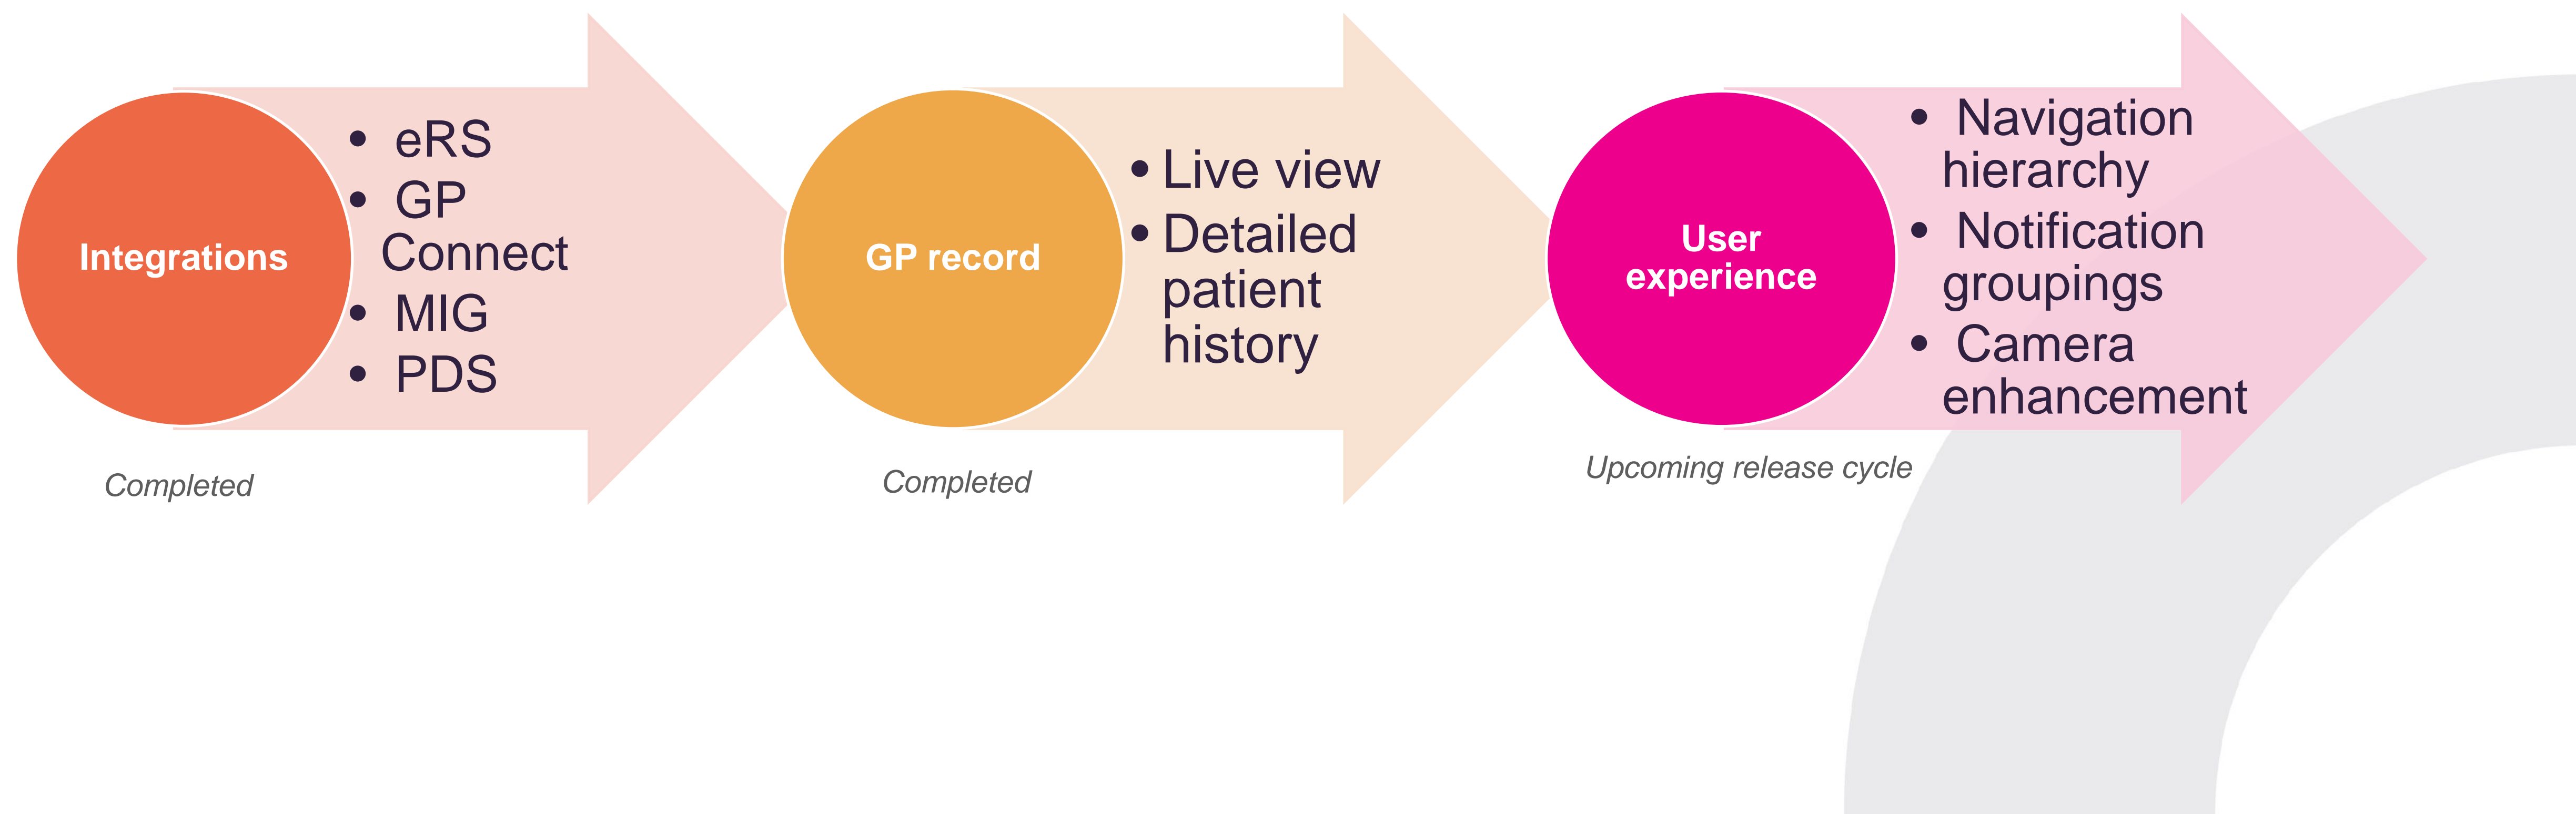 Integrations
• eRS
• GP
Connect
• MIG
• PDS
Completed
GP record
• Live view
• Detailed
patient
history
Completed
User
experience
• Navigation
hierarchy
• Notification
groupings
• Camera
enhancement
Upcoming release cycle